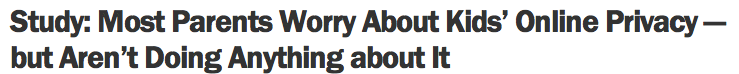 Study: Most Parents Worry About Kids’ Online Privacy —
but Aren’t Doing Anything about It